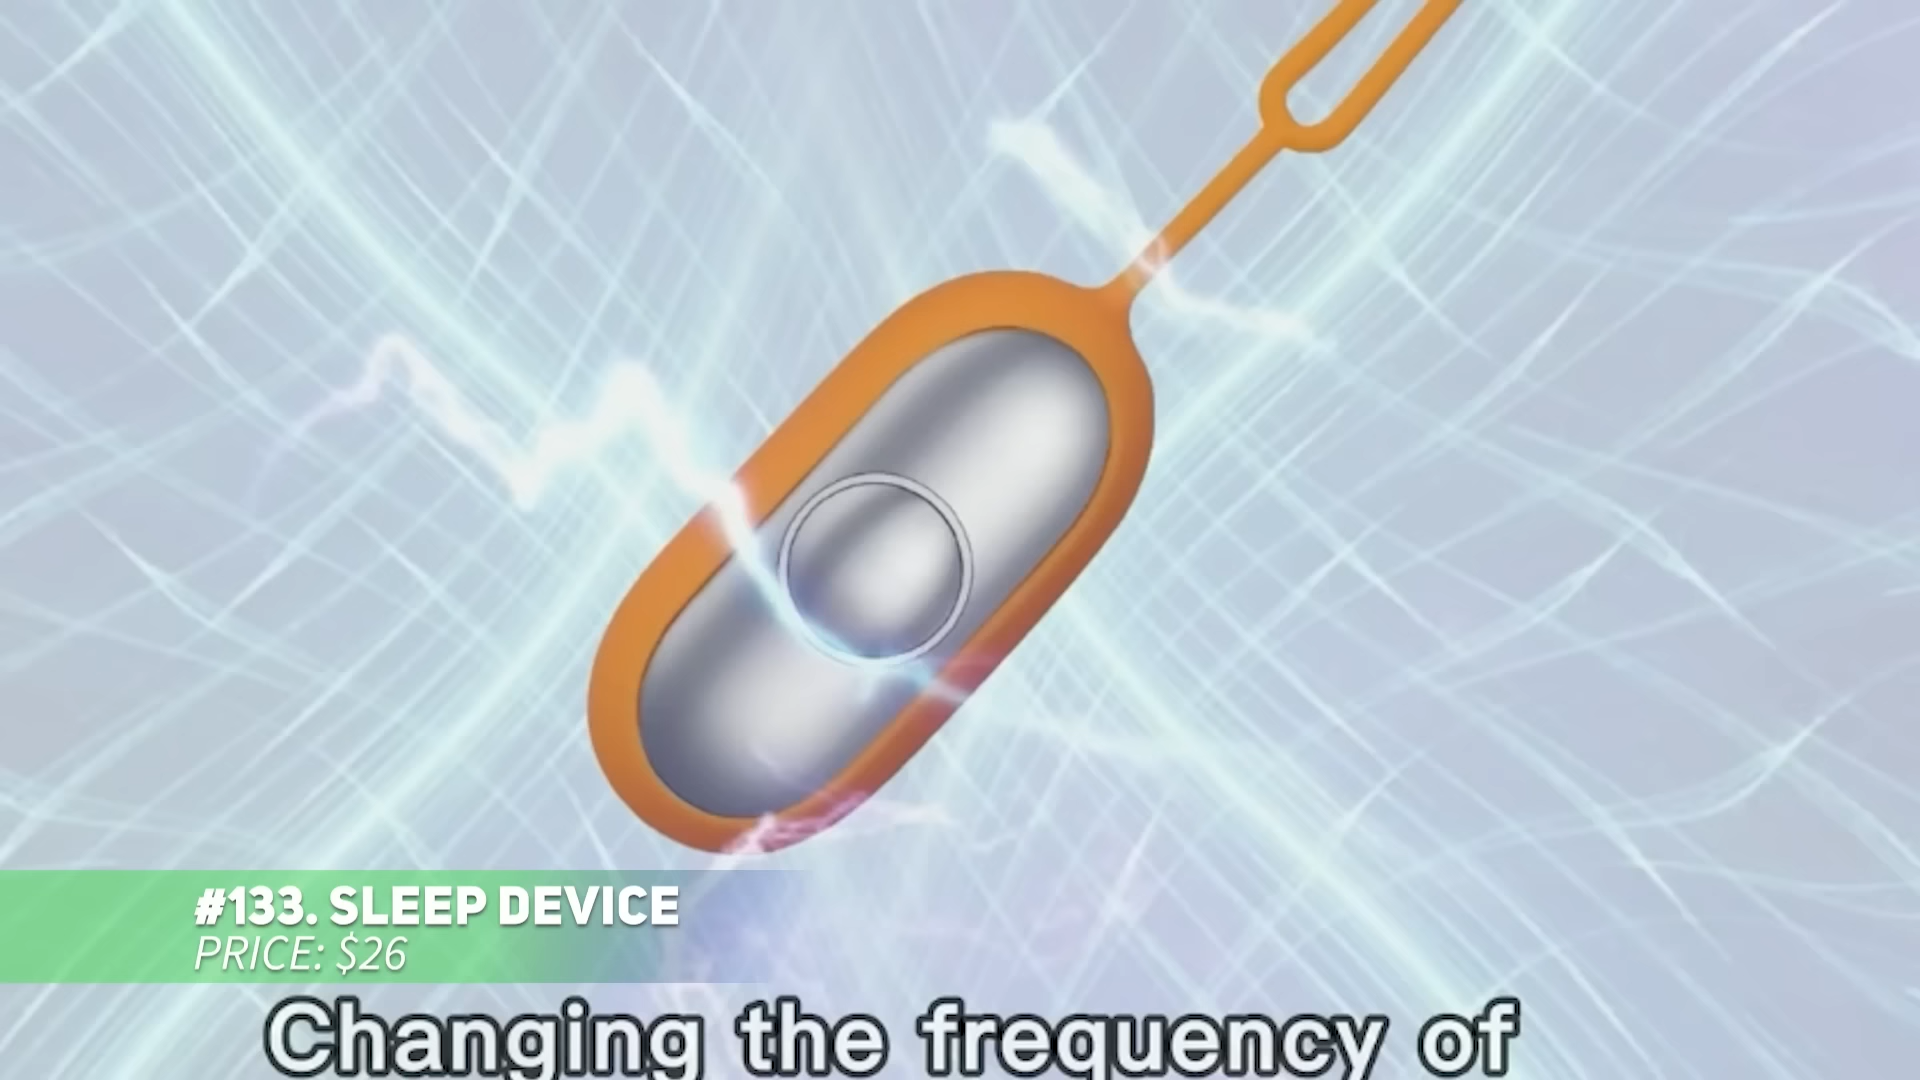 #133. SLEEP DEVICE
PRICE: $26
Changing the frequency of